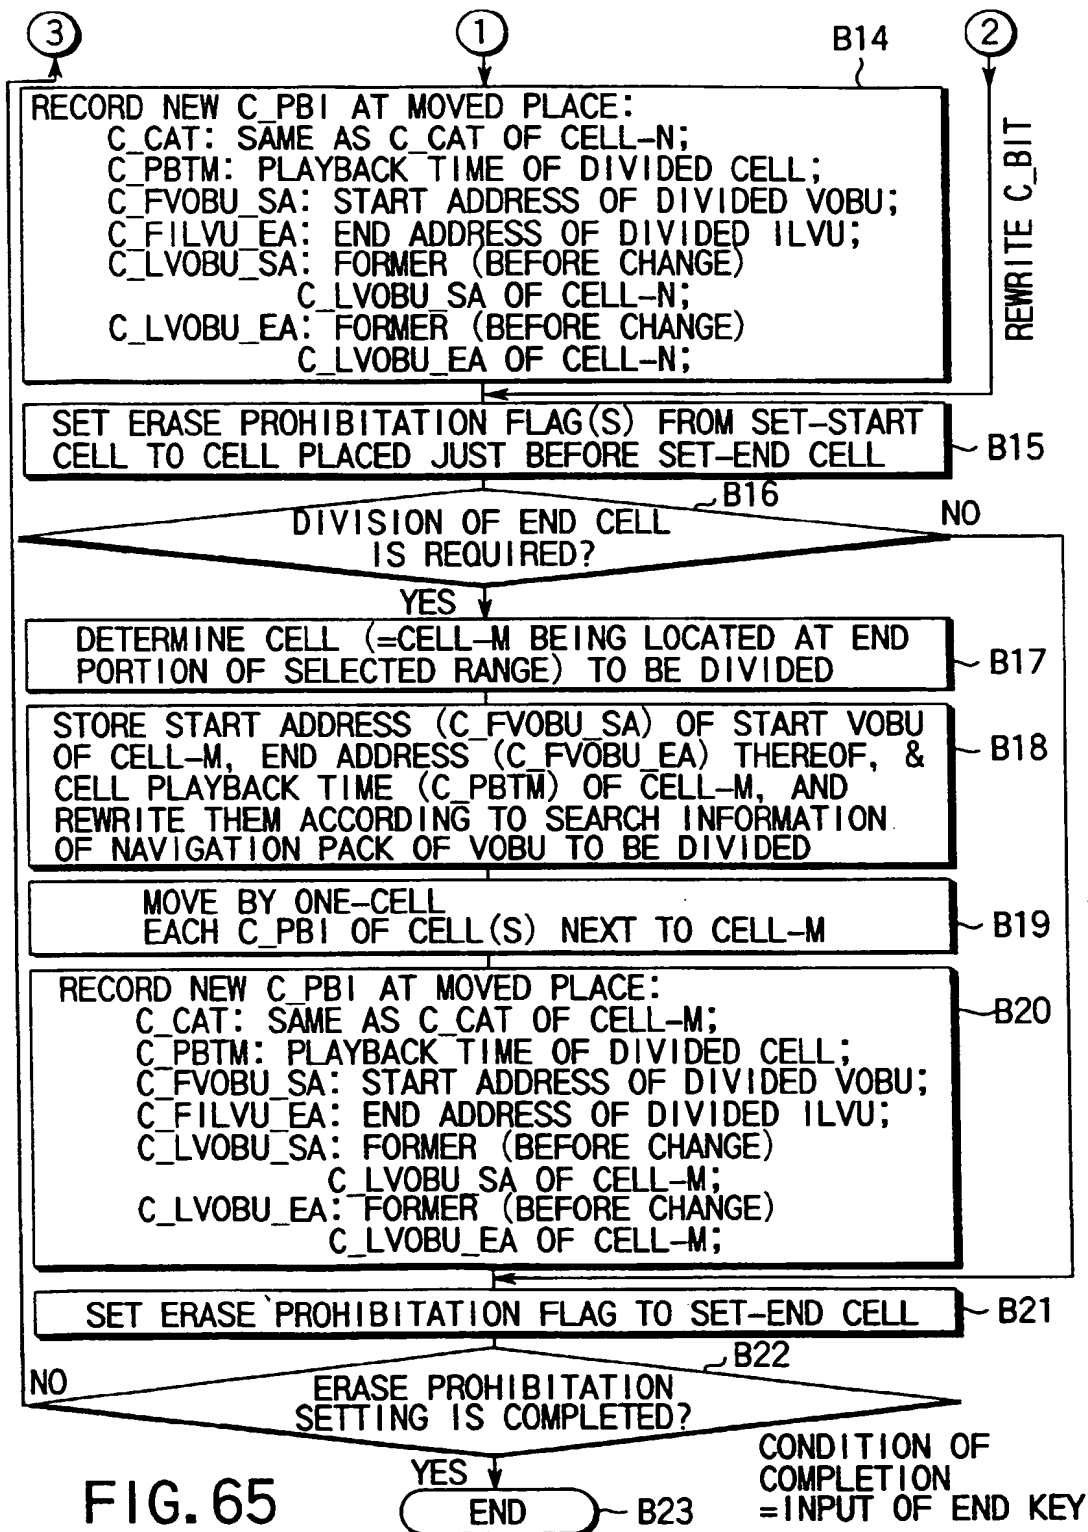 3
1
B14
2
RECORD NEW C_PBI AT MOVED PLACE:
C_CAT: SAME AS C_CAT OF CELL-N;
C_PBTM: PLAYBACK TIME OF DIVIDED CELL;
C_FVOBU_SA: START ADDRESS OF DIVIDED VOBU;
C_FILVU_EA: END ADDRESS OF DIVIDED ILVU;
C_LVOBU_SA: FORMER (BEFORE CHANGE)
C_LVOBU_SA OF CELL-N;
C_LVOBU_EA: FORMER (BEFORE CHANGE)
C_LVOBU_EA OF CELL-N;
REWRITE C_BIT
SET ERASE PROHIBITATION FLAG(S) FROM SET-START
CELL TO CELL PLACED JUST BEFORE SET-END CELL
B15
B16
DIVISION OF END CELL
IS REQUIRED?
NO
YES
DETERMINE CELL (=CELL-M BEING LOCATED AT END
PORTION OF SELECTED RANGE) TO BE DIVIDED
B17
STORE START ADDRESS (C_FVOBU_SA) OF START VOBU
OF CELL-M, END ADDRESS (C_FVOBU_EA) THEREOF, &
CELL PLAYBACK TIME (C_PBTM) OF CELL-M, AND
REWRITE THEM ACCORDING TO SEARCH INFORMATION
OF NAVIGATION PACK OF VOBU TO BE DIVIDED
B18
MOVE BY ONE-CELL
EACH C_PBI OF CELL(S) NEXT TO CELL-M
B19
RECORD NEW C_PBI AT MOVED PLACE:
C_CAT: SAME AS C_CAT OF CELL-M;
C_PBTM: PLAYBACK TIME OF DIVIDED CELL;
C_FVOBU_SA: START ADDRESS OF DIVIDED VOBU;
C_FILVU_EA: END ADDRESS OF DIVIDED ILVU;
C_LVOBU_SA: FORMER (BEFORE CHANGE)
C_LVOBU_SA OF CELL-M;
C_LVOBU_EA: FORMER (BEFORE CHANGE)
C_LVOBU_EA OF CELL-M;
B20
SET ERASE PROHIBITATION FLAG TO SET-END CELL
B21
B22
NO
ERASE PROHIBITATION
SETTING IS COMPLETED?
YES
CONDITION OF
COMPLETION
=INPUT OF END KEY
END
B23
FIG. 65